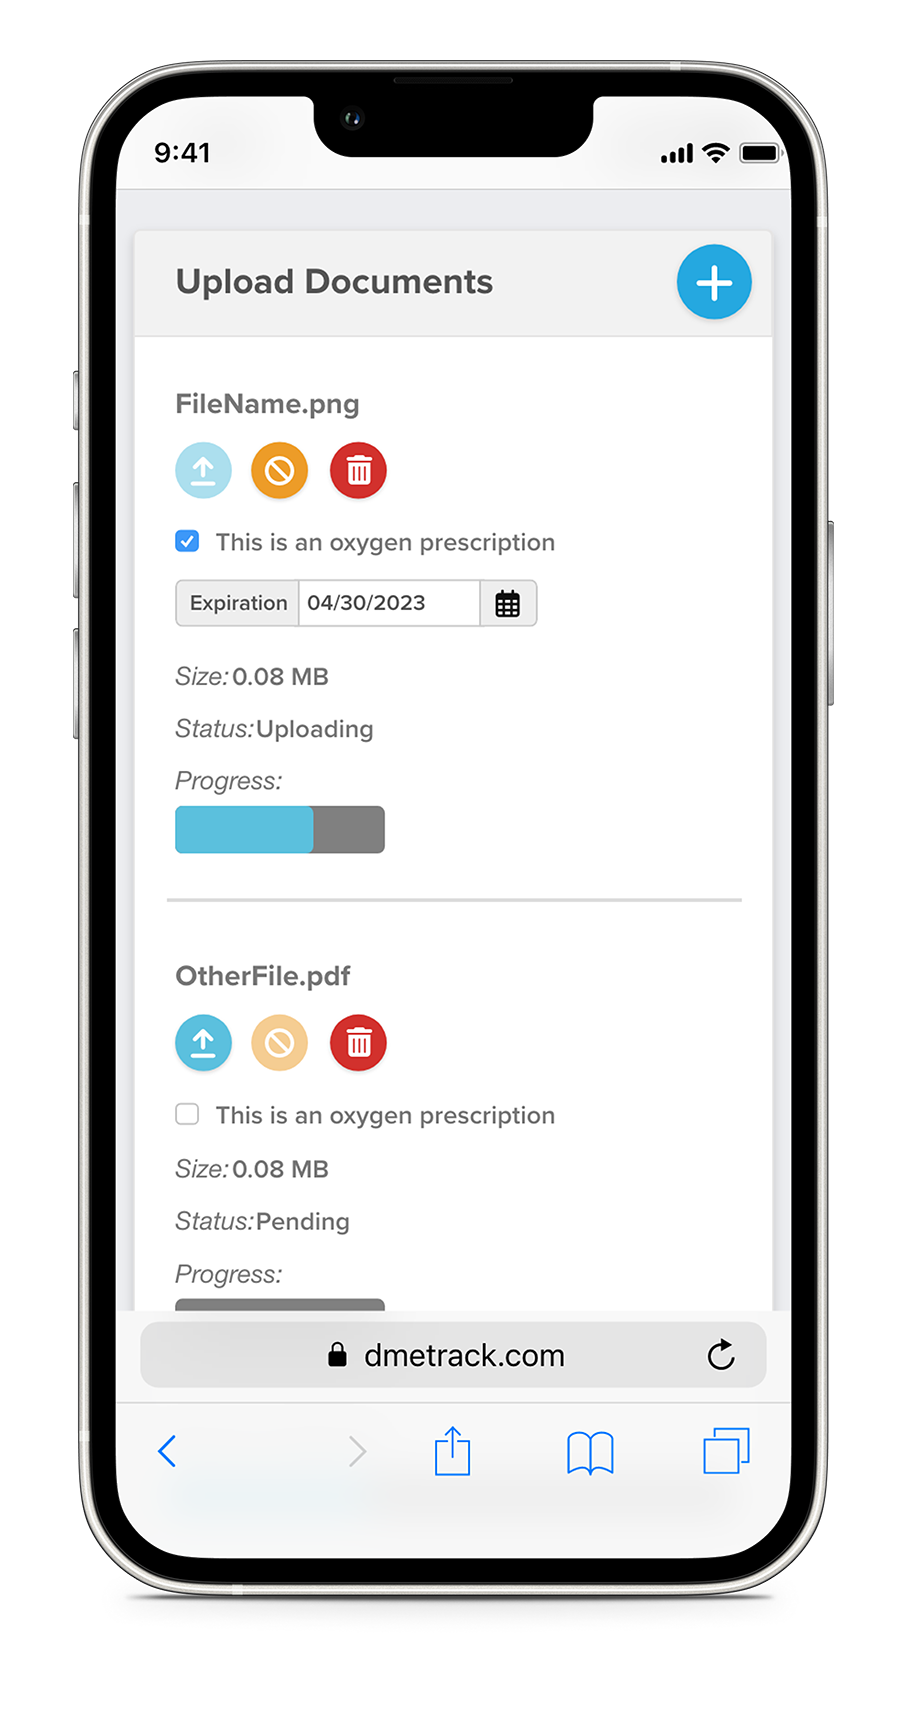 9:41
Upload Documents
FileName.png
This is an oxygen prescription
Expiration 04/30/2023
Size: 0.08 MB
Status: Uploading
Progress:
OtherFile.pdf
This is an oxygen prescription
Size: 0.08 MB
Status: Pending
Progress:
dmetrack.com